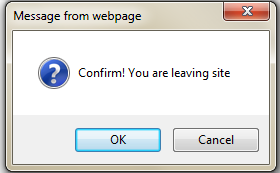 Message from webpage
Confirm! You are leaving site
OK
Cancel